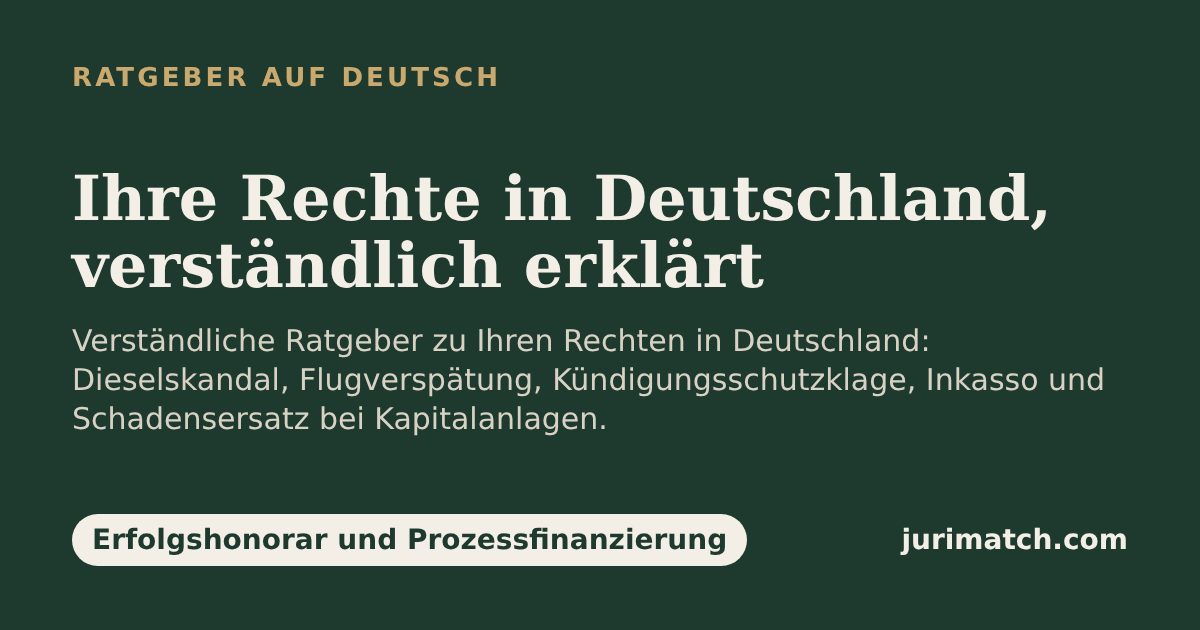 RATGEBER AUF DEUTSCH
Ihre Rechte in Deutschland,
verständlich erklärt
Verständliche Ratgeber zu Ihren Rechten in Deutschland:
Dieselskandal, Flugverspätung, Kündigungsschutzklage, Inkasso und
Schadensersatz bei Kapitalanlagen.
Erfolgshonorar und Prozessfinanzierung
jurimatch.com